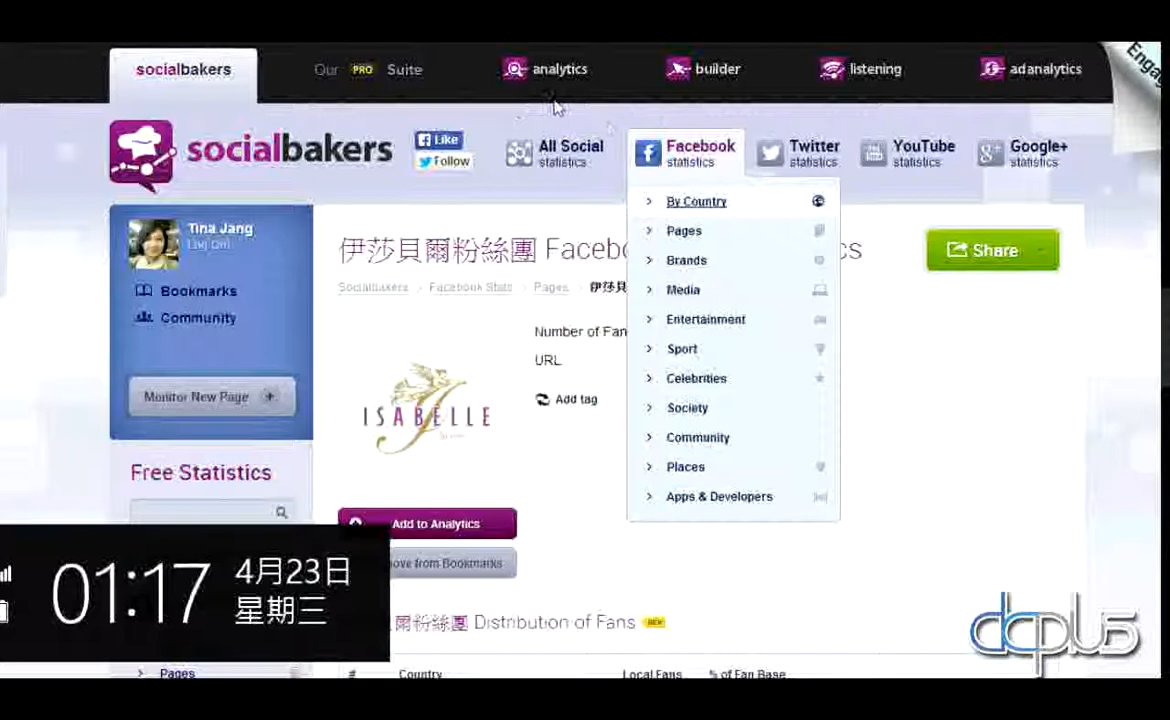 socialbakers
Our PRO Suite
analytics
builder
listening
adanalytics
Engag
socialbakers
Like
Follow
All Social
statistics
Facebook
statistics
Twitter
statistics
YouTube
statistics
Google+
statistics
Tina Jang
Log Out
Bookmarks
Community
Monitor New Page
Free Statistics
By Country
Pages
Brands
Media
Entertainment
Sport
Celebrities
Society
Community
Places
Apps & Developers
伊莎貝爾粉絲團 Facebo
cs
Share
Socialbakers
Facebook Stats
Pages
伊莎貝
Number of Fan
URL
Add tag
ISABELLE
Add to Analytics
ove from Bookmarks
爾粉絲團 Distribution of Fans NEW
# Country Local Fans % of Fan Base
Pages
01:17
4月23日
星期三
dcplus